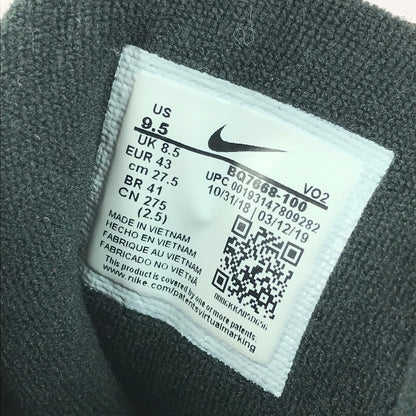 US
9.5
UK 8.5
EUR 43
cm 27.5
BR 41
CN 275
(2.5)
BQ7668-100 VO2
UPC 00193147809282
10/31/18 03/12/19
MADE IN VIETNAM
HECHO EN VIETNAM
FABRIQUE AU VIETNAM
FABRICADO NO VIETNA
This product is covered by one or more patents:
www.nike.com/patentsvirtualmarking